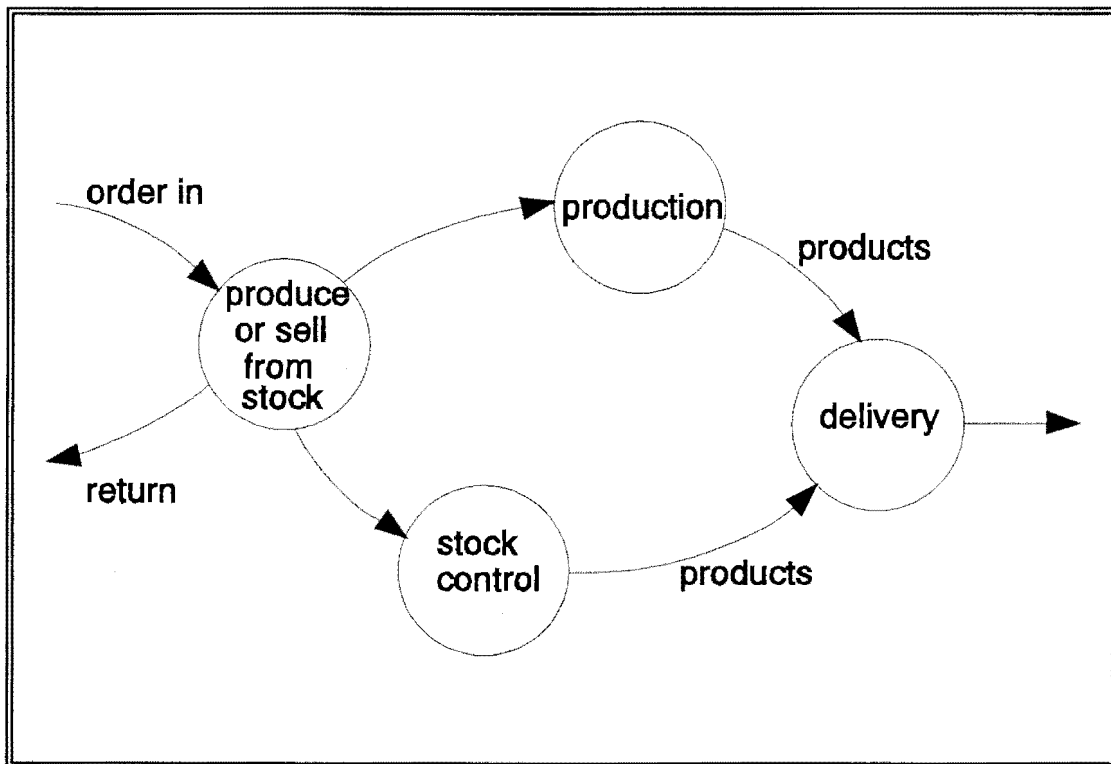 order in
produce
or sell
from
stock
return
production
products
stock
control
products
delivery